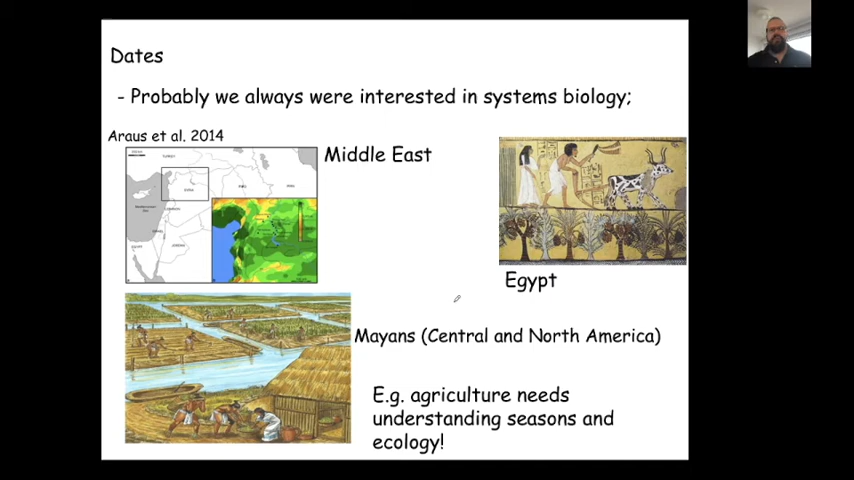 Dates
- Probably we always were interested in systems biology;
Araus et al. 2014
Middle East
Egypt
Mayans (Central and North America)
E.g. agriculture needs
understanding seasons and
ecology!